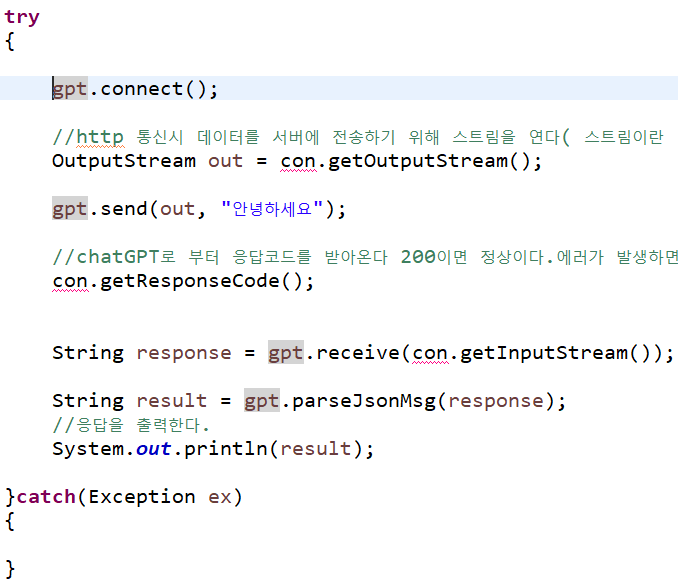 try
{
gpt.connect();
//http 통신시 데이터를 서버에 전송하기 위해 스트림을 연다( 스트림이란
OutputStream out = con.getOutputStream();
gpt.send(out, "안녕하세요");
//chatGPT로 부터 응답코드를 받아온다 200이면 정상이다.에러가 발생하면
con.getResponseCode();
String response = gpt.receive(con.getInputStream());
String result = gpt.parseJsonMsg(response);
//응답을 출력한다.
System.out.println(result);
}catch(Exception ex)
{
}